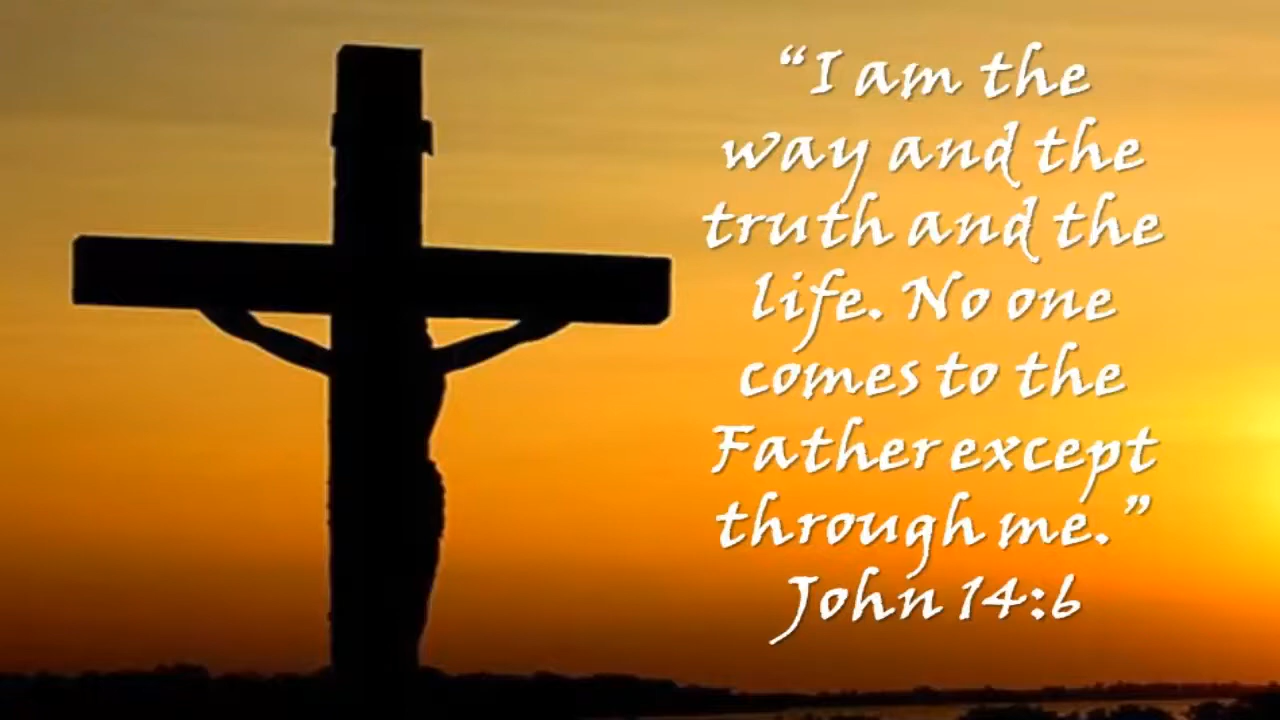 “I am the
way and the
truth and the
life. No one
comes to the
Father except
through me.”
John 14:6